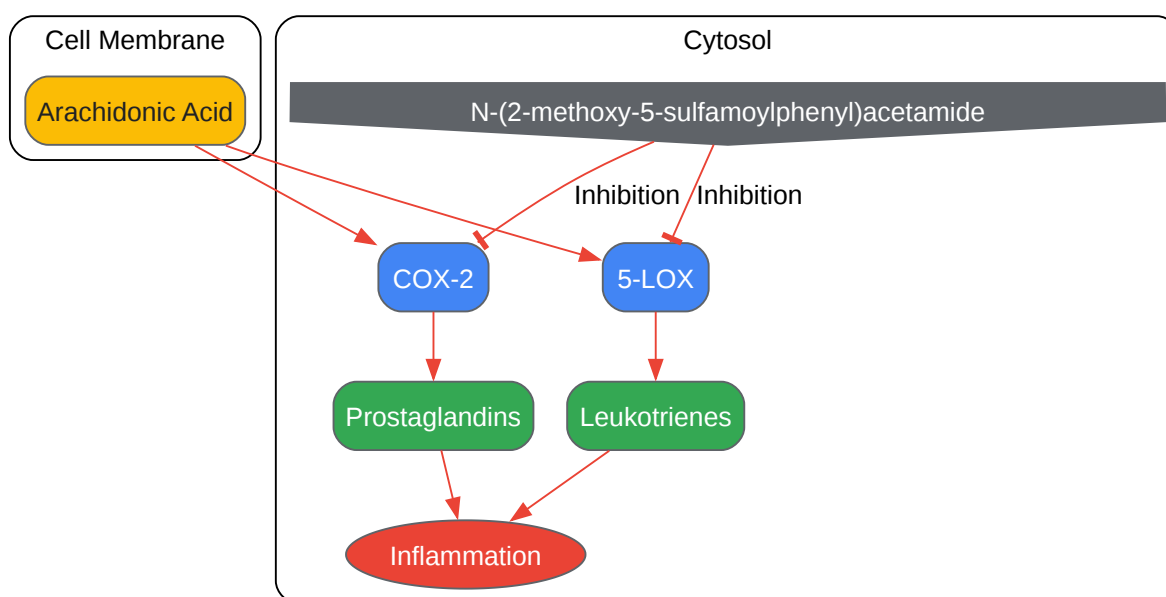 Cell Membrane
Cytosol
Arachidonic Acid
N-(2-methoxy-5-sulfamoylphenyl)acetamide
Inhibition
Inhibition
COX-2
5-LOX
Prostaglandins
Leukotrienes
Inflammation